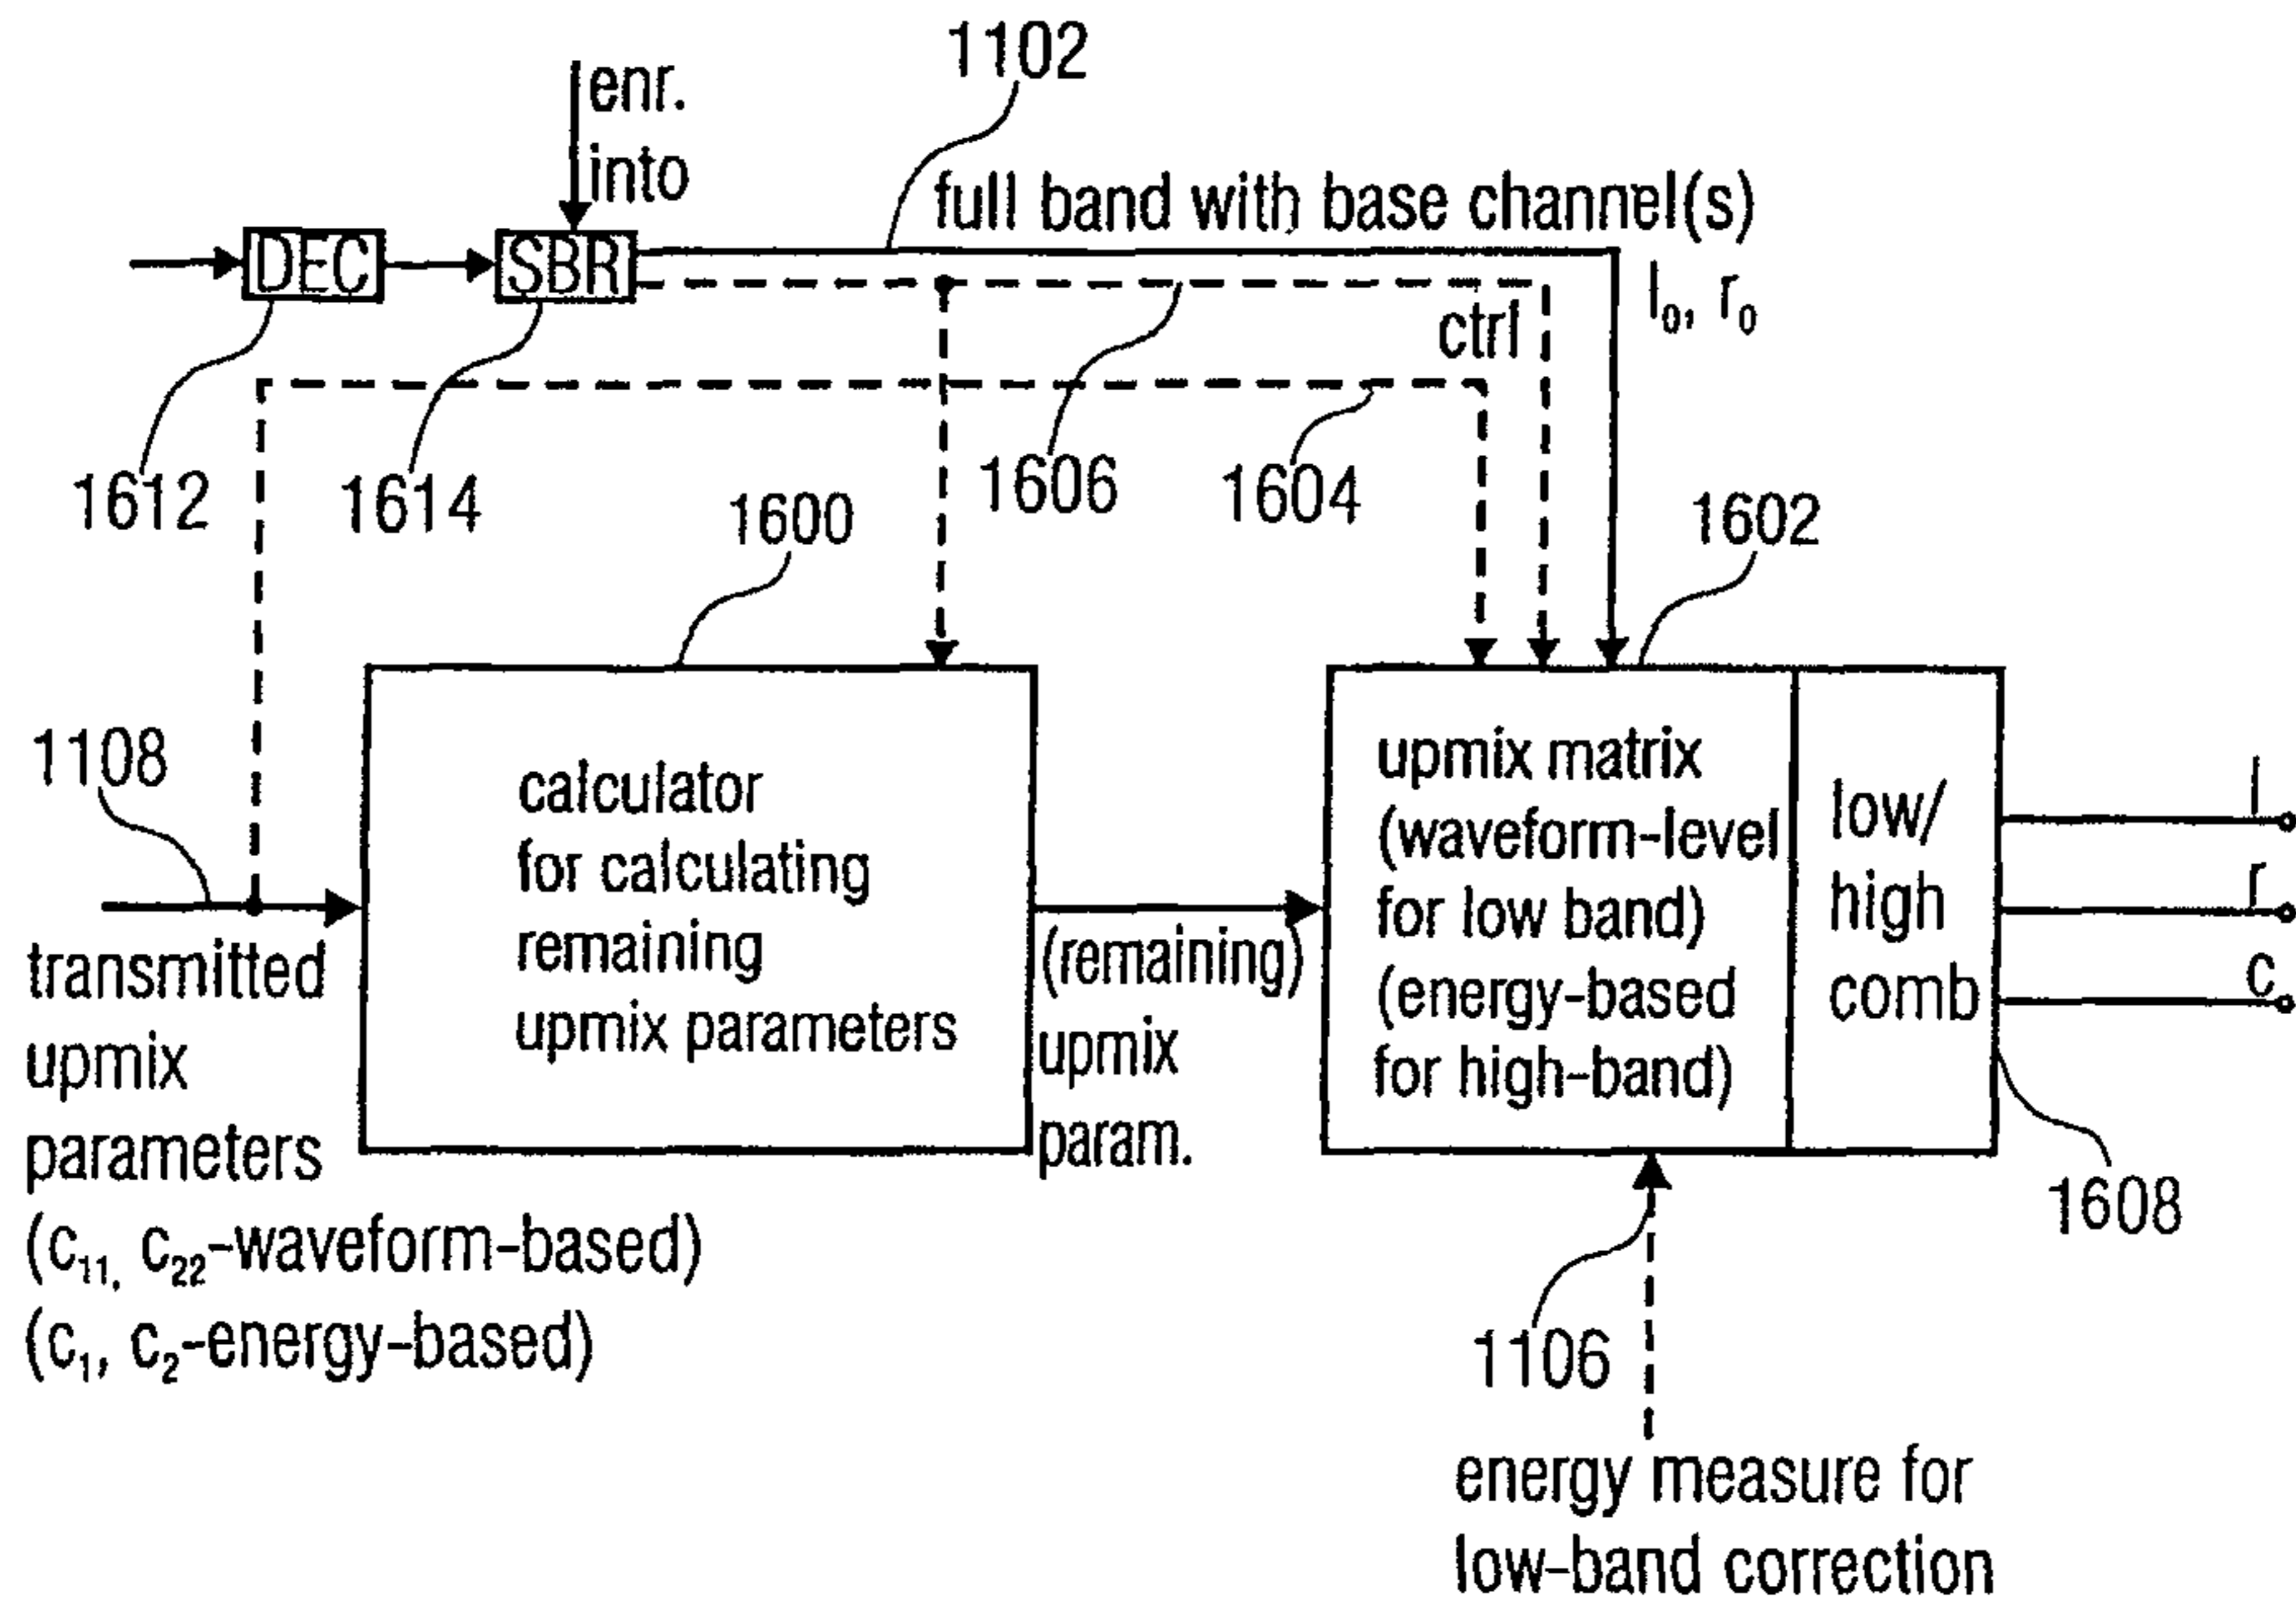 1102
enr.
into
full band with base channel(s)
DEC
SBR
l₀, r₀
ctrl
1612
1614
1606
1604
1600
1602
1108
calculator
for calculating
remaining
upmix parameters
transmitted
upmix
parameters
(c₁₁, c₂₂-waveform-based)
(c₁, c₂-energy-based)
(remaining)
upmix
param.
upmix matrix
(waveform-level
for low band)
(energy-based
for high-band)
low/
high
comb
l
r
c
1608
1106
energy measure for
low-band correction